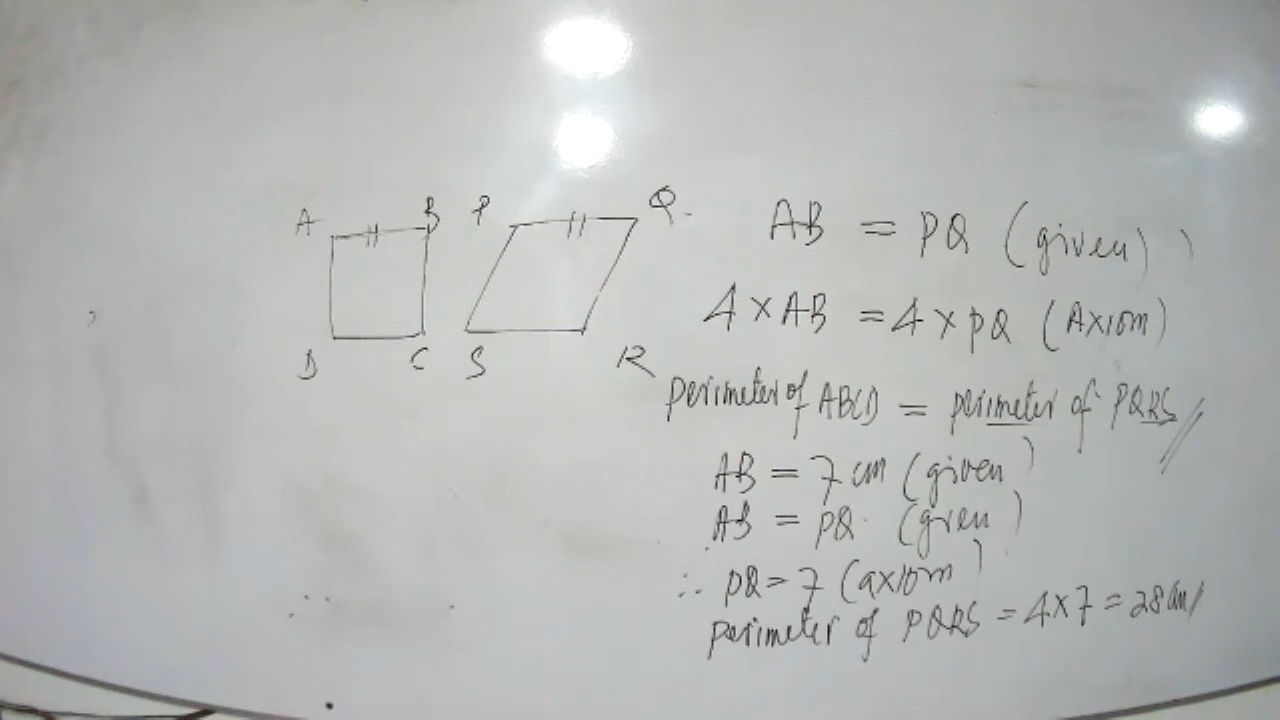 A B P Q
D C S R
AB = PQ (given)
4 × AB = 4 × PQ (Axiom)
perimeter of ABCD = perimeter of PQRS
AB = 7 cm (given)
AB = PQ (given)
∴ PQ = 7 (axiom)
perimeter of PQRS = 4×7 = 28 cm